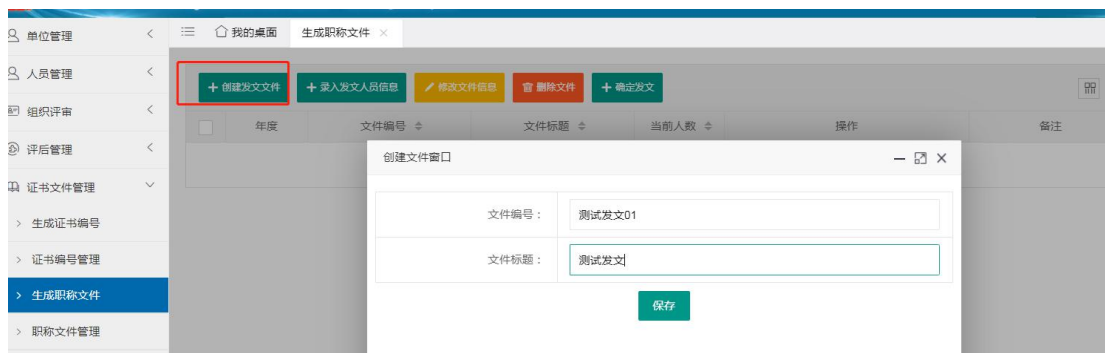 单位管理
我的桌面
生成职称文件
人员管理
创建发文文件
录入发文人员信息
修改文件信息
删除文件
确定发文
组织评审
年度
文件编号
文件标题
当前人数
操作
备注
评后管理
创建文件窗口
证书文件管理
文件编号：
测试发文01
生成证书编号
文件标题：
测试发文
证书编号管理
生成职称文件
保存
职称文件管理